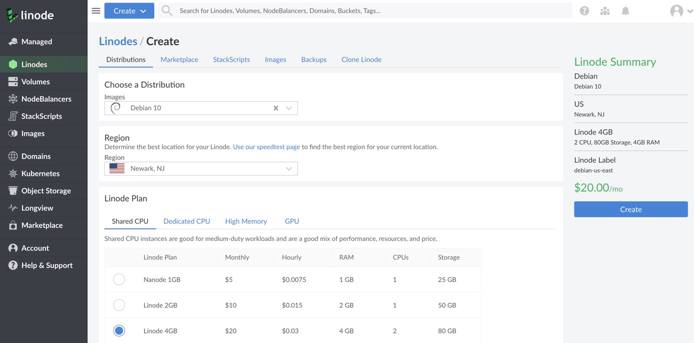 linode
Create
Search for Linodes, Volumes, NodeBalancers, Domains, Buckets, Tags...
Managed
Linodes
Volumes
NodeBalancers
StackScripts
Images
Domains
Kubernetes
Object Storage
Longview
Marketplace
Account
Help & Support
Linodes / Create
Distributions Marketplace StackScripts Images Backups Clone Linode
Choose a Distribution
Images
Debian 10
Region
Determine the best location for your Linode. Use our speedtest page to find the best region for your current location.
Region
Newark, NJ
Linode Plan
Shared CPU Dedicated CPU High Memory GPU
Shared CPU instances are good for medium-duty workloads and are a good mix of performance, resources, and price.
Linode Plan Monthly Hourly RAM CPUs Storage
Nanode 1GB $5 $0.0075 1 GB 1 25 GB
Linode 2GB $10 $0.015 2 GB 1 50 GB
Linode 4GB $20 $0.03 4 GB 2 80 GB
Linode Summary
Debian
Debian 10
US
Newark, NJ
Linode 4GB
2 CPU, 80GB Storage, 4GB RAM
Linode Label
debian-us-east
$20.00/mo
Create